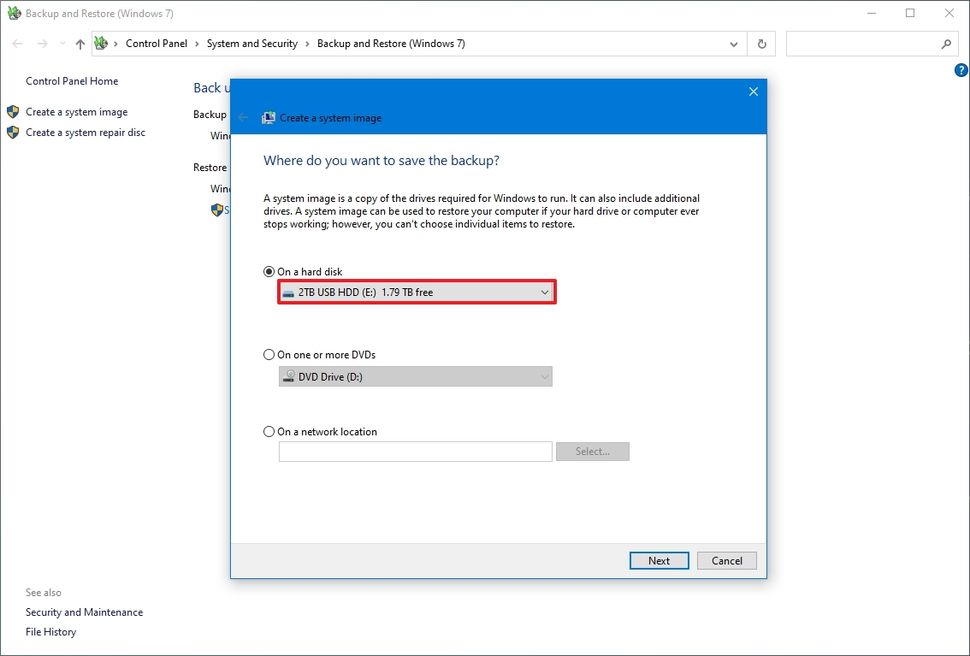 Backup and Restore (Windows 7)
Control Panel > System and Security > Backup and Restore (Windows 7)
?
Control Panel Home
Create a system image
Create a system repair disc
Back u
Backup
Win
Restore
Win
S
Create a system image
Where do you want to save the backup?
A system image is a copy of the drives required for Windows to run. It can also include additional
drives. A system image can be used to restore your computer if your hard drive or computer ever
stops working; however, you can't choose individual items to restore.
On a hard disk
2TB USB HDD (E:) 1.79 TB free
On one or more DVDs
DVD Drive (D:)
On a network location
Select...
Next
Cancel
See also
Security and Maintenance
File History